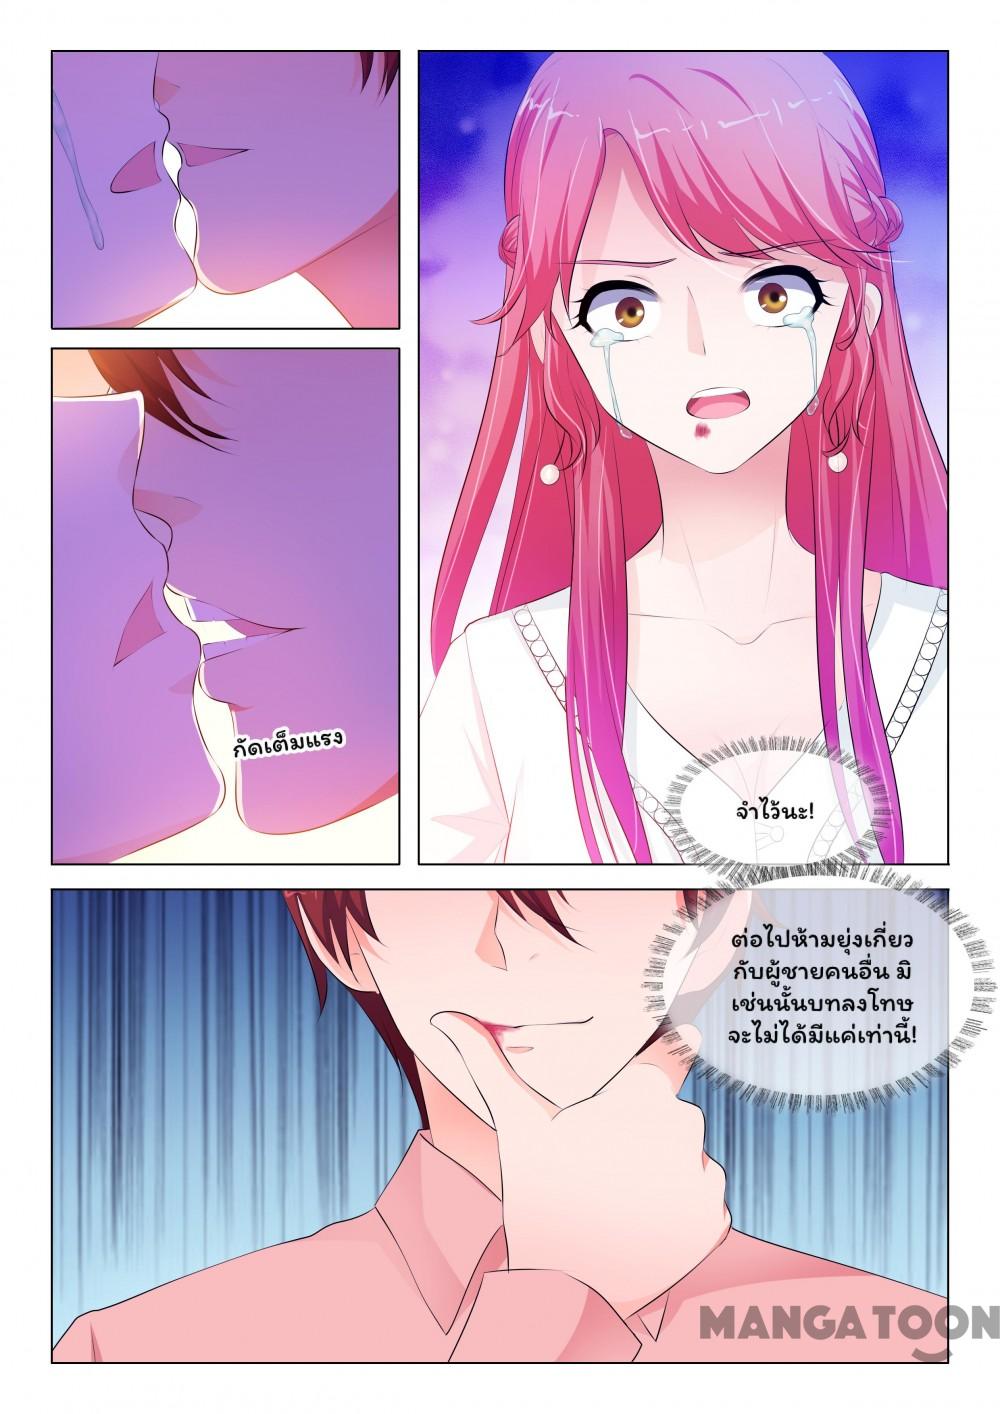 กัดเต็มแรง
จำไว้นะ!
ต่อไปห้ามยุ่งเกี่ยว
กับผู้ชายคนอื่น มิ
เช่นนั้นบทลงโทษ
จะไม่ได้มีแค่เท่านี้!
MANGATOON